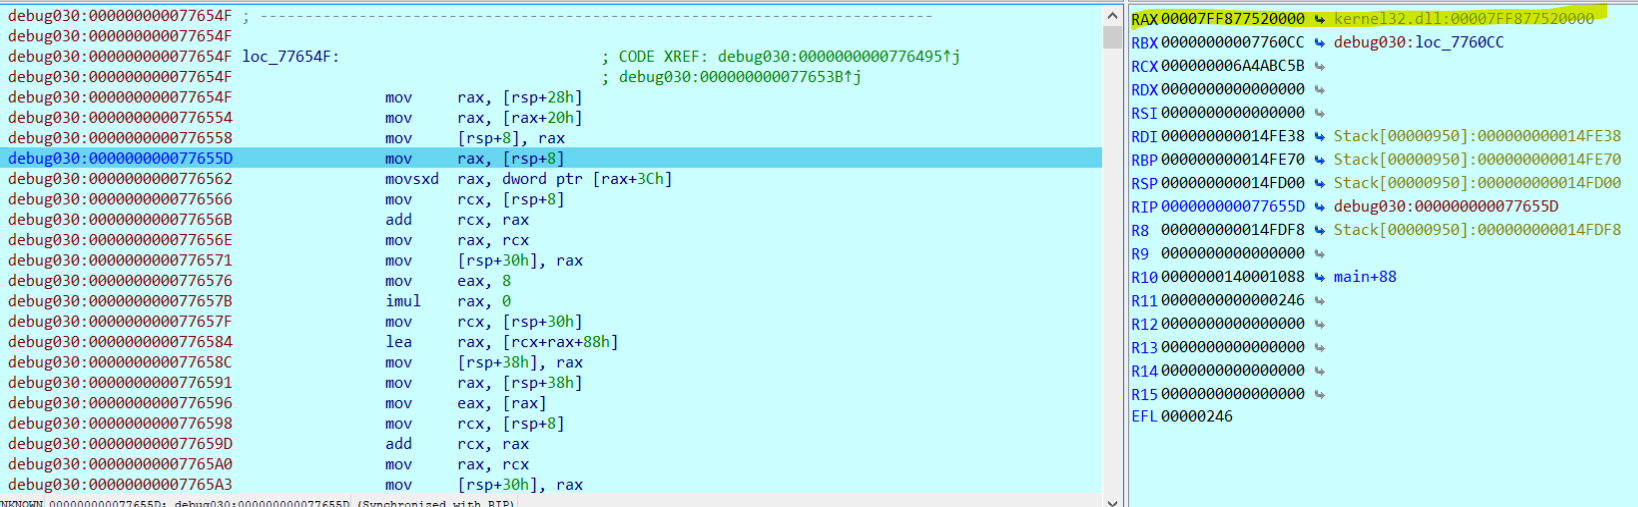 debug030:000000000077654F ; ---------------------------------------------------------------------------
debug030:000000000077654F
debug030:000000000077654F loc_77654F: ; CODE XREF: debug030:0000000000776495↑j
debug030:000000000077654F ; debug030:000000000077653B↑j
debug030:000000000077654F mov rax, [rsp+28h]
debug030:0000000000776554 mov rax, [rax+20h]
debug030:0000000000776558 mov [rsp+8], rax
debug030:000000000077655D mov rax, [rsp+8]
debug030:0000000000776562 movsxd rax, dword ptr [rax+3Ch]
debug030:0000000000776566 mov rcx, [rsp+8]
debug030:000000000077656B add rcx, rax
debug030:000000000077656E mov rax, rcx
debug030:0000000000776571 mov [rsp+30h], rax
debug030:0000000000776576 mov eax, 8
debug030:000000000077657B imul rax, 0
debug030:000000000077657F mov rcx, [rsp+30h]
debug030:0000000000776584 lea rax, [rcx+rax+88h]
debug030:000000000077658C mov [rsp+38h], rax
debug030:0000000000776591 mov rax, [rsp+38h]
debug030:0000000000776596 mov eax, [rax]
debug030:0000000000776598 mov rcx, [rsp+8]
debug030:000000000077659D add rcx, rax
debug030:00000000007765A0 mov rax, rcx
debug030:00000000007765A3 mov [rsp+30h], rax
NKNOWN 000000000077655D: debug030:000000000077655D (Synchronized with RIP)
RAX 00007FF877520000 ↳ kernel32.dll:00007FF877520000
RBX 00000000007760CC ↳ debug030:loc_7760CC
RCX 000000006A4ABC5B ↳
RDX 0000000000000000 ↳
RSI 0000000000000000 ↳
RDI 000000000014FE38 ↳ Stack[00000950]:000000000014FE38
RBP 000000000014FE70 ↳ Stack[00000950]:000000000014FE70
RSP 000000000014FD00 ↳ Stack[00000950]:000000000014FD00
RIP 000000000077655D ↳ debug030:000000000077655D
R8 000000000014FDF8 ↳ Stack[00000950]:000000000014FDF8
R9 0000000000000000 ↳
R10 0000000140001088 ↳ main+88
R11 0000000000000246 ↳
R12 0000000000000000 ↳
R13 0000000000000000 ↳
R14 0000000000000000 ↳
R15 0000000000000000 ↳
EFL 00000246